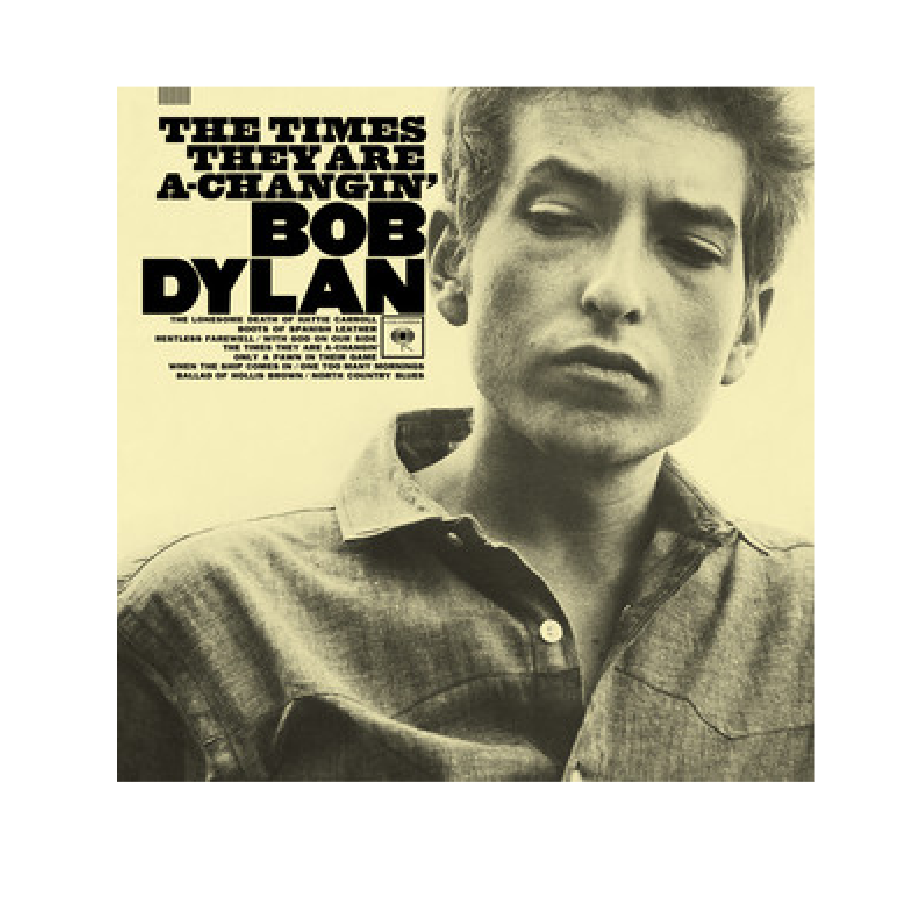 THE TIMES
THEY ARE
A-CHANGIN'
BOB
DYLAN
THE LONESOME DEATH OF HATTIE CARROLL
BOOTS OF SPANISH LEATHER
RESTLESS FAREWELL / WITH GOD ON OUR SIDE
THE TIMES THEY ARE A-CHANGIN'
ONLY A PAWN IN THEIR GAME
WHEN THE SHIP COMES IN / ONE TOO MANY MORNINGS
BALLAD OF HOLLIS BROWN / NORTH COUNTRY BLUES